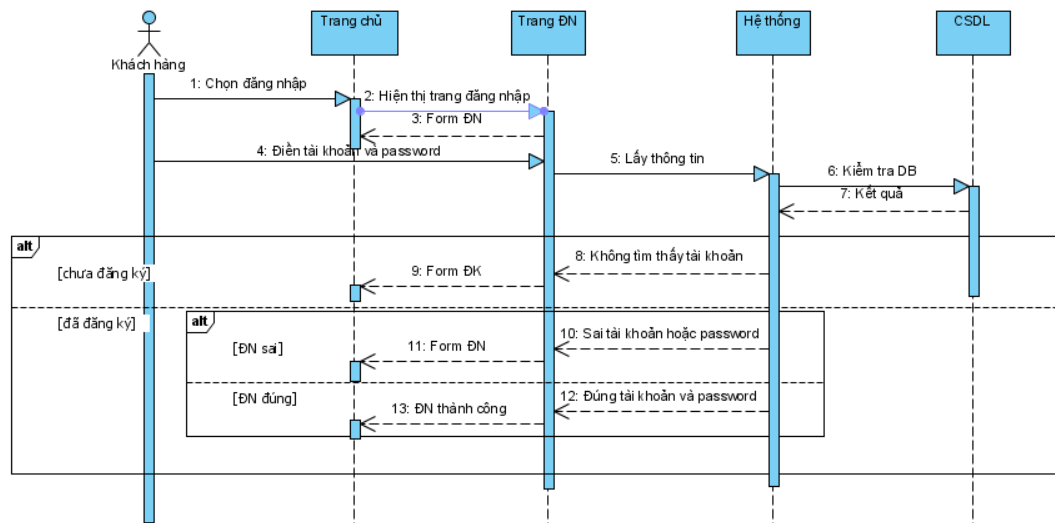 Trang chủ
Trang ĐN
Hệ thống
CSDL
Khách hàng
1: Chọn đăng nhập
2: Hiện thị trang đăng nhập
3: Form ĐN
4: Điền tài khoản và password
5: Lấy thông tin
6: Kiểm tra DB
7: Kết quả
alt
[chưa đăng ký]
8: Không tìm thấy tài khoản
9: Form ĐK
[đã đăng ký]
alt
[ĐN sai]
10: Sai tài khoản hoặc password
11: Form ĐN
[ĐN đúng]
12: Đúng tài khoản và password
13: ĐN thành công